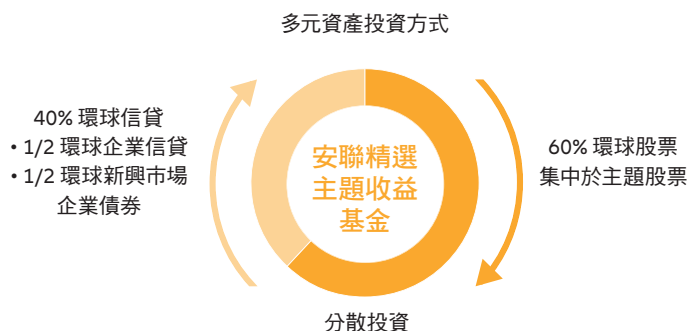 多元資產投資方式
40% 環球信貸
• 1/2 環球企業信貸
• 1/2 環球新興市場
企業債券
安聯精選
主題收益
基金
60% 環球股票
集中於主題股票
分散投資